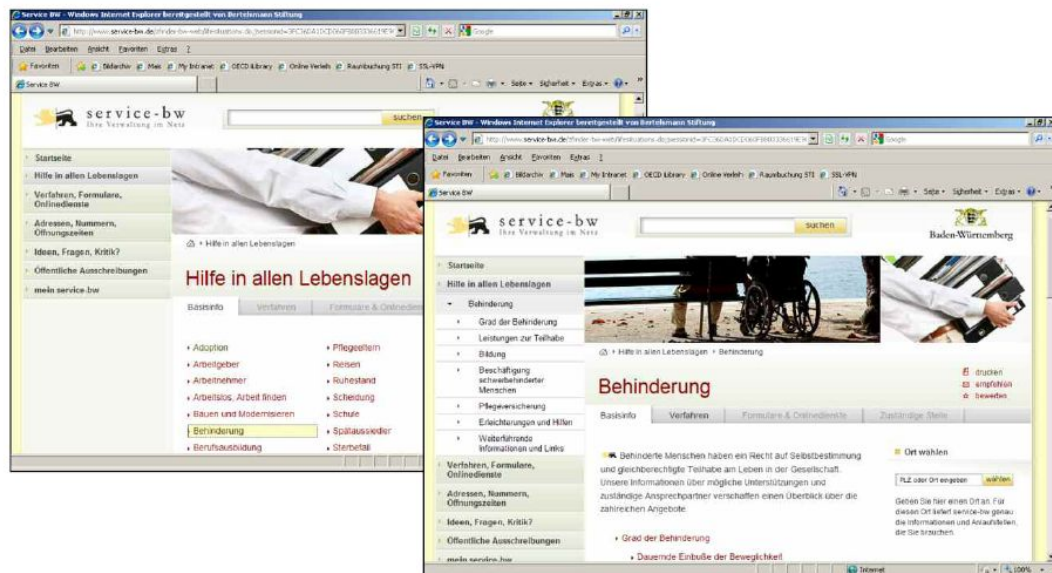 Service BW - Windows Internet Explorer bereitgestellt von Bertelsmann Stiftung
Google
Datei Bearbeiten Ansicht Favoriten Extras ?
Favoriten Bildarchiv Mais My Intranet OECD iLibrary Online Verleih Raumbuchung STI SSL-VPN
Service BW
Seite Sicherheit Extras
service-bw
Ihre Verwaltung im Netz
suchen
Startseite
Hilfe in allen Lebenslagen
Verfahren, Formulare,
Onlinedienste
Adressen, Nummern,
Öffnungszeiten
Ideen, Fragen, Kritik?
Öffentliche Ausschreibungen
mein service-bw
Hilfe in allen Lebenslagen
Hilfe in allen Lebenslagen
Basisinfo Verfahren Formulare & Onlinedienste
Adoption
Arbeitgeber
Arbeitnehmer
Arbeitslos, Arbeit finden
Bauen und Modernisieren
Behinderung
Berufsausbildung
Pflegeeltern
Reisen
Ruhestand
Scheidung
Schule
Spätaussiedler
Sterbefall
Service BW - Windows Internet Explorer bereitgestellt von Bertelsmann Stiftung
Google
Datei Bearbeiten Ansicht Favoriten Extras ?
Favoriten Bildarchiv Mais My Intranet OECD iLibrary Online Verleih Raumbuchung STI SSL-VPN
Service BW
Seite Sicherheit Extras
service-bw
Ihre Verwaltung im Netz
suchen
Baden-Württemberg
Startseite
Hilfe in allen Lebenslagen
Behinderung
Grad der Behinderung
Leistungen zur Teilhabe
Bildung
Beschäftigung
schwerbehinderter
Menschen
Pflegeversicherung
Erleichterungen und Hilfen
Weiterführende
Informationen und Links
Verfahren, Formulare,
Onlinedienste
Adressen, Nummern,
Öffnungszeiten
Ideen, Fragen, Kritik?
Öffentliche Ausschreibungen
mein service-bw
Hilfe in allen Lebenslagen Behinderung
drucken
empfehlen
bewerten
Behinderung
Basisinfo Verfahren Formulare & Onlinedienste Zuständige Stelle
Behinderte Menschen haben ein Recht auf Selbstbestimmung
und gleichberechtigte Teilhabe am Leben in der Gesellschaft.
Unsere Informationen über mögliche Unterstützungen und
zuständige Ansprechpartner verschaffen einen Überblick über die
zahlreichen Angebote.
Grad der Behinderung
Dauernde Einbuße der Beweglichkeit
Ort wählen
PLZ oder Ort eingeben wählen
Geben Sie hier einen Ort an. Für
diesen Ort liefert service-bw genau
die Informationen und Anlaufstellen,
die Sie brauchen.
Internet 100%